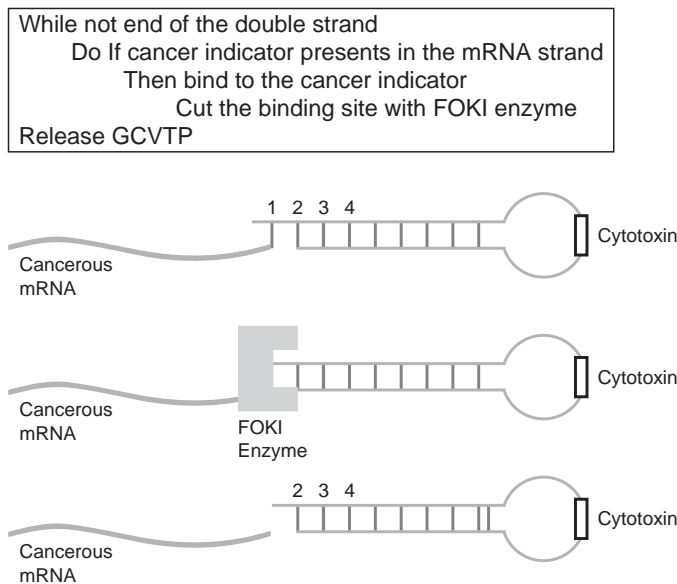 While not end of the double strand
Do If cancer indicator presents in the mRNA strand
Then bind to the cancer indicator
Cut the binding site with FOKI enzyme
Release GCVTP
1 2 3 4
Cytotoxin
Cancerous
mRNA
Cytotoxin
Cancerous
mRNA
FOKI
Enzyme
2 3 4
Cytotoxin
Cancerous
mRNA